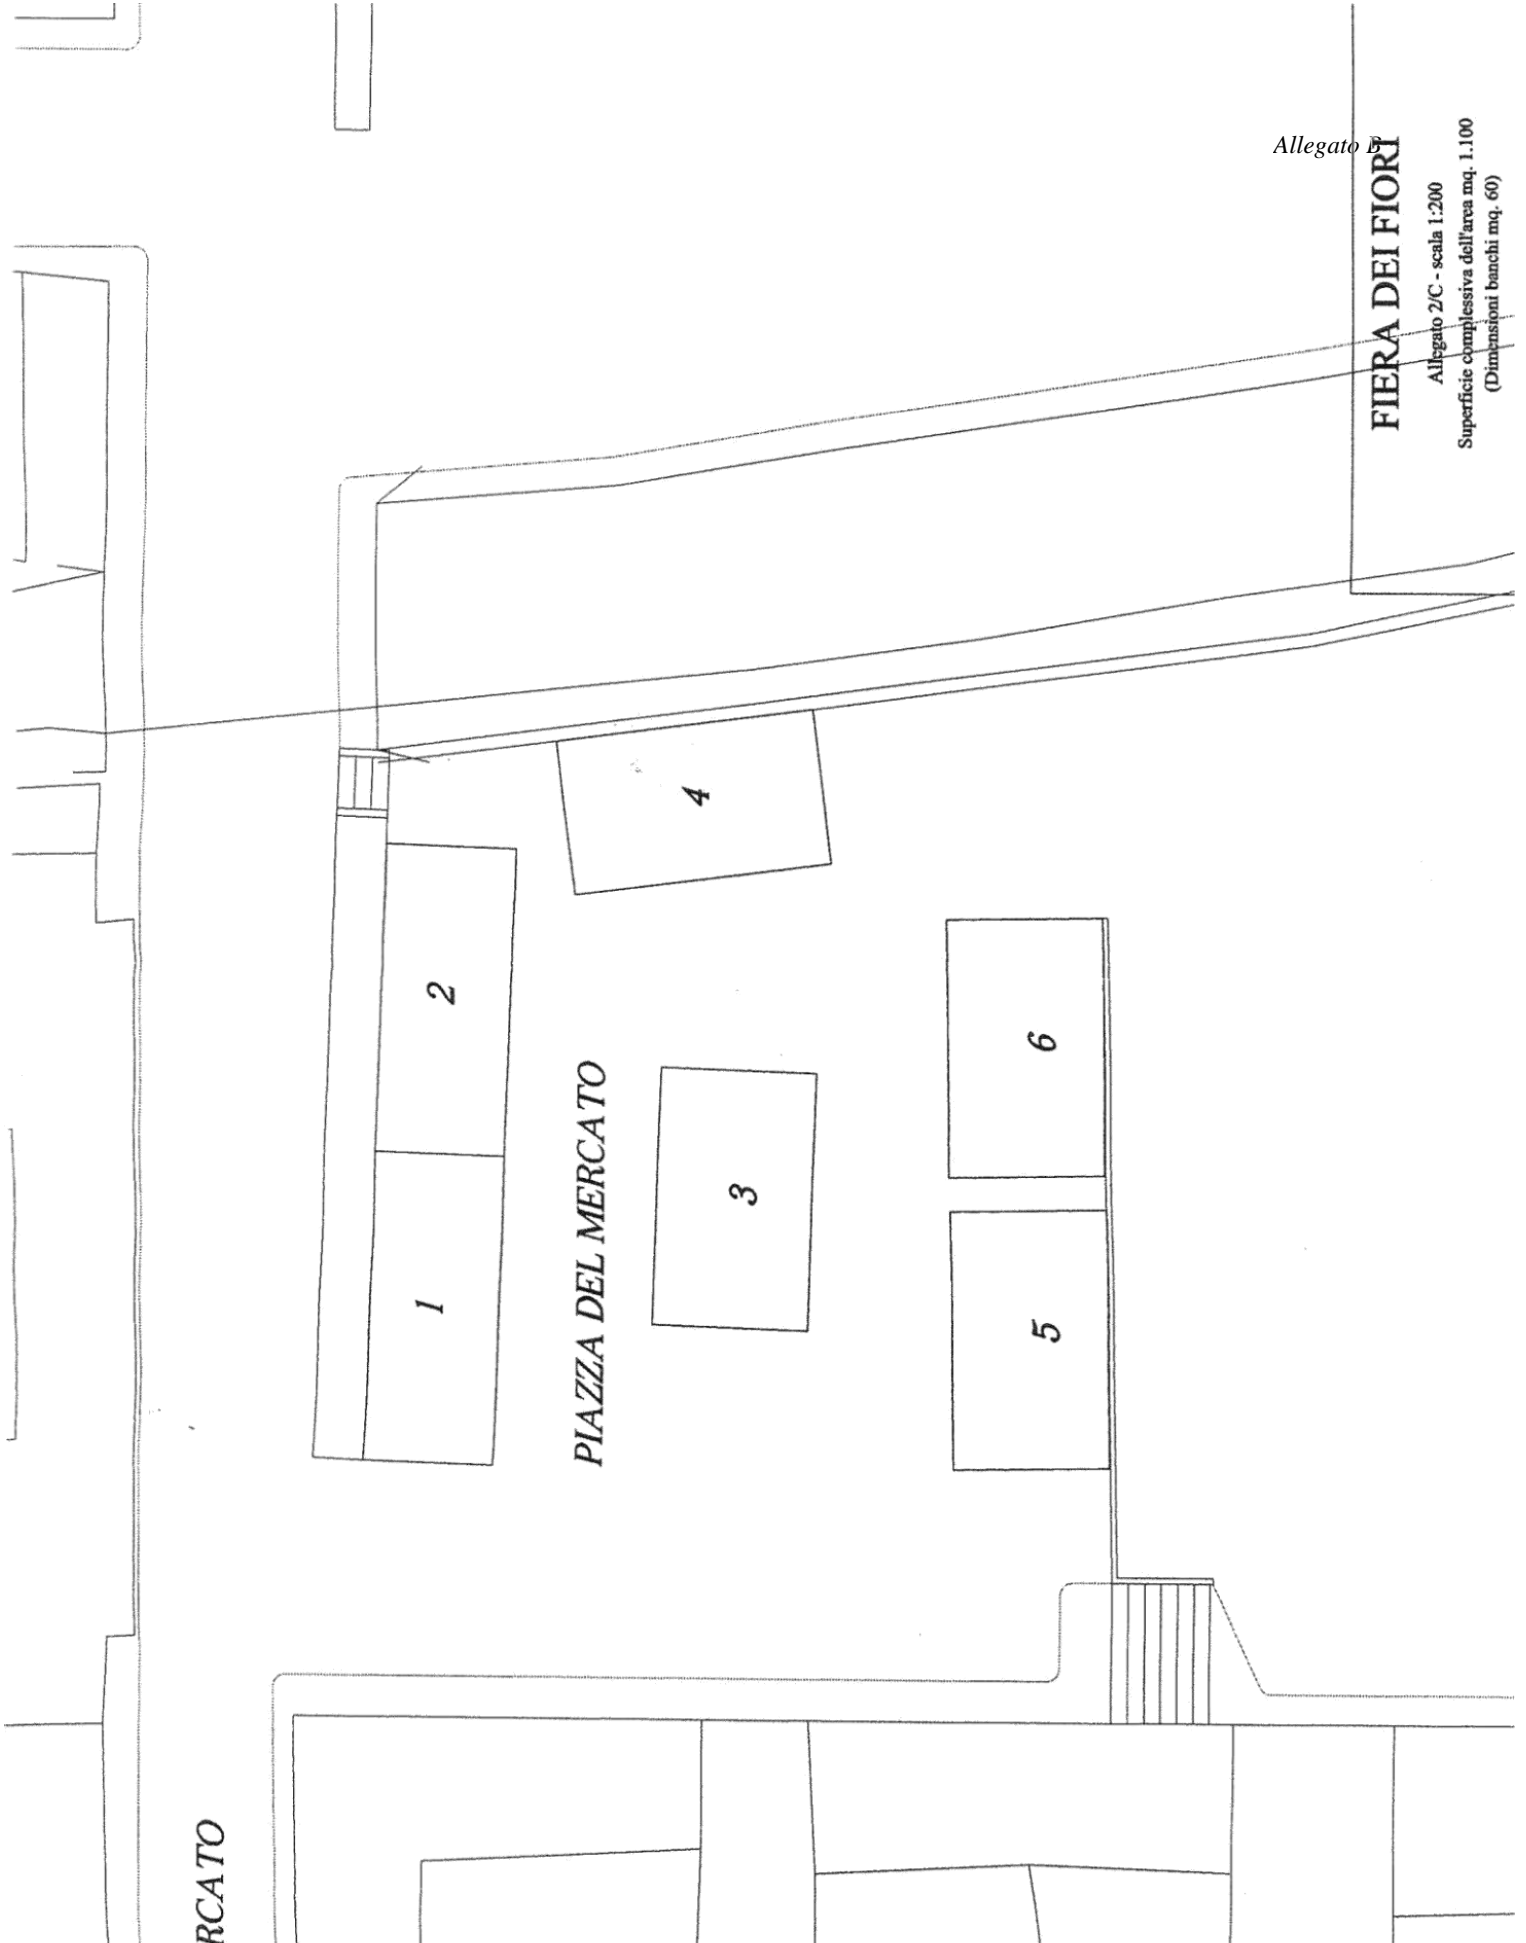 Allegato B
FIERA DEI FIORI
Allegato 2/C - scala 1:200
Superficie complessiva dell'area mq. 1.100
(Dimensioni banchi mq. 60)
4
2
6
PIAZZA DEL MERCATO
3
1
5
RCATO